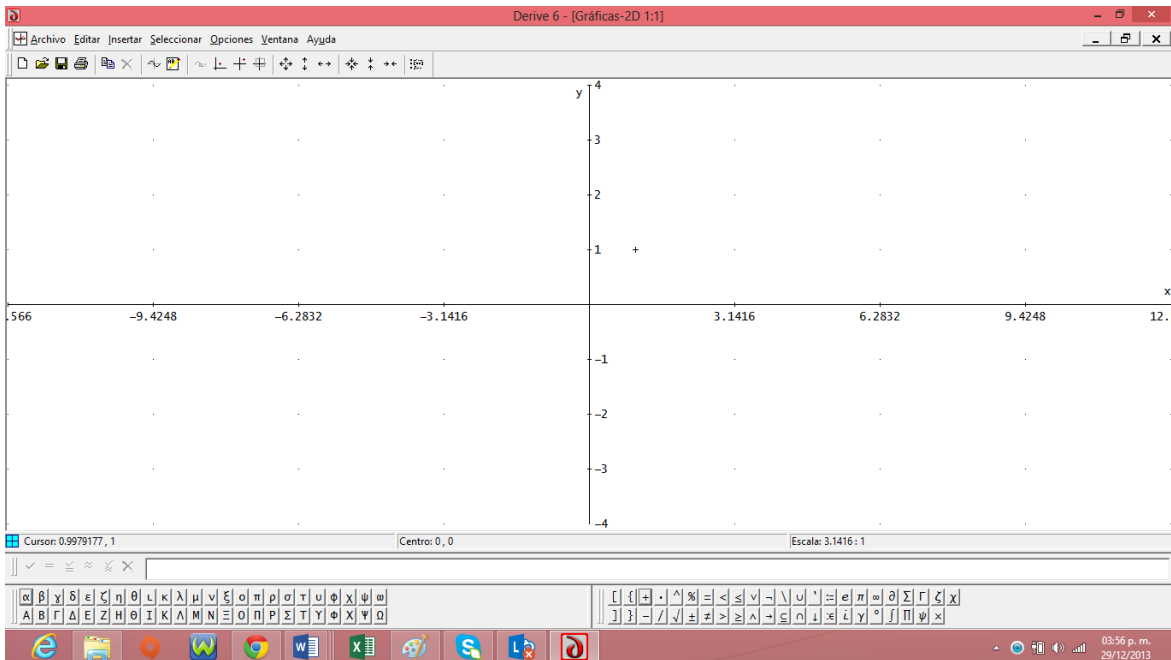 Derive 6 - [Gráficas-2D 1:1]
Archivo Editar Insertar Seleccionar Opciones Ventana Ayuda
y 4
3
2
1
x
.566 -9.4248 -6.2832 -3.1416 3.1416 6.2832 9.4248 12.
-1
-2
-3
-4
Cursor: 0.9979177 , 1 Centro: 0 , 0 Escala: 3.1416 : 1
✓ = ≈
α β γ δ ε ζ η θ ι κ λ μ ν ξ ο π ρ σ τ υ φ χ ψ ω [ { + · ^ % = < ≤ ∨ ¬ \ ∪ ' := e π ∞ ∂ Σ Γ ζ χ
Α Β Γ Δ Ε Ζ Η Θ Ι Κ Λ Μ Ν Ξ Ο Π Ρ Σ Τ Υ Φ Χ Ψ Ω ] } - / √ ± ≠ > ≥ ∧ → ⊆ ∩ ↓ :∈ i γ ° ∫ Π ψ ×
03:56 p. m.
29/12/2013